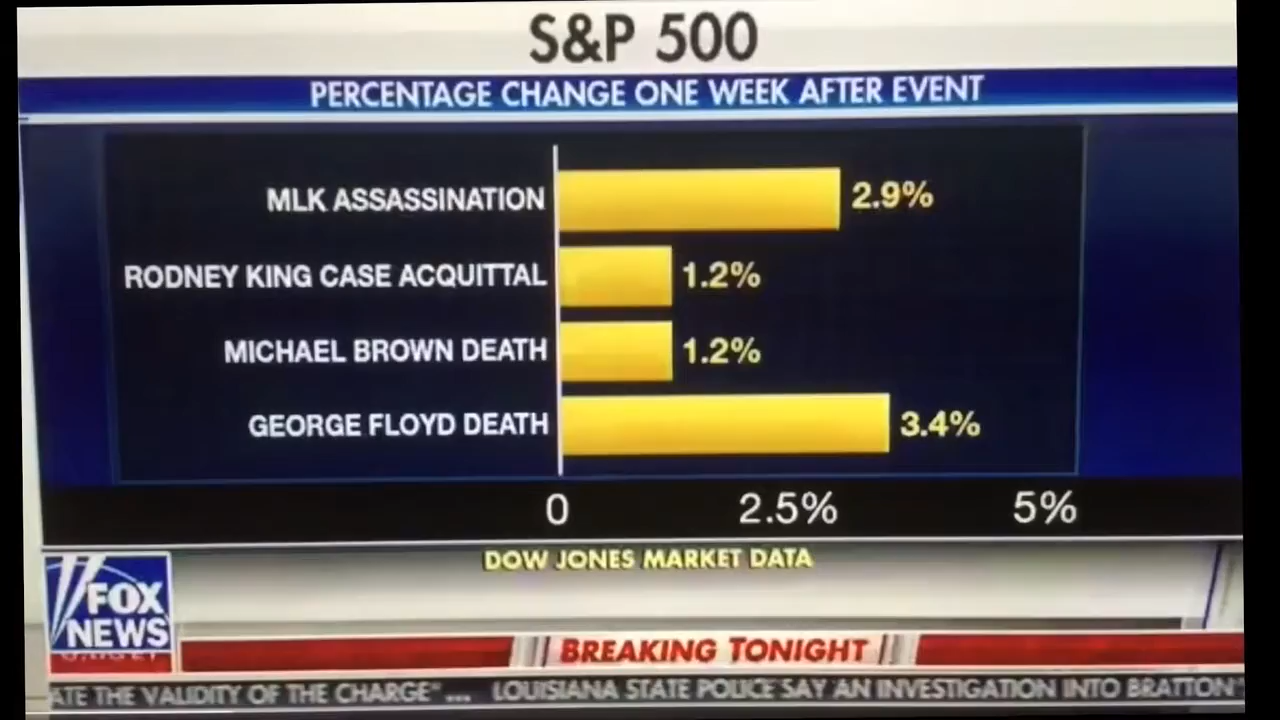 S&P 500
PERCENTAGE CHANGE ONE WEEK AFTER EVENT
MLK ASSASSINATION 2.9%
RODNEY KING CASE ACQUITTAL 1.2%
MICHAEL BROWN DEATH 1.2%
GEORGE FLOYD DEATH 3.4%
0 2.5% 5%
DOW JONES MARKET DATA
FOX
NEWS
BREAKING TONIGHT
ATE THE VALIDITY OF THE CHARGE" ... LOUISIANA STATE POLICE SAY AN INVESTIGATION INTO BRATTON'